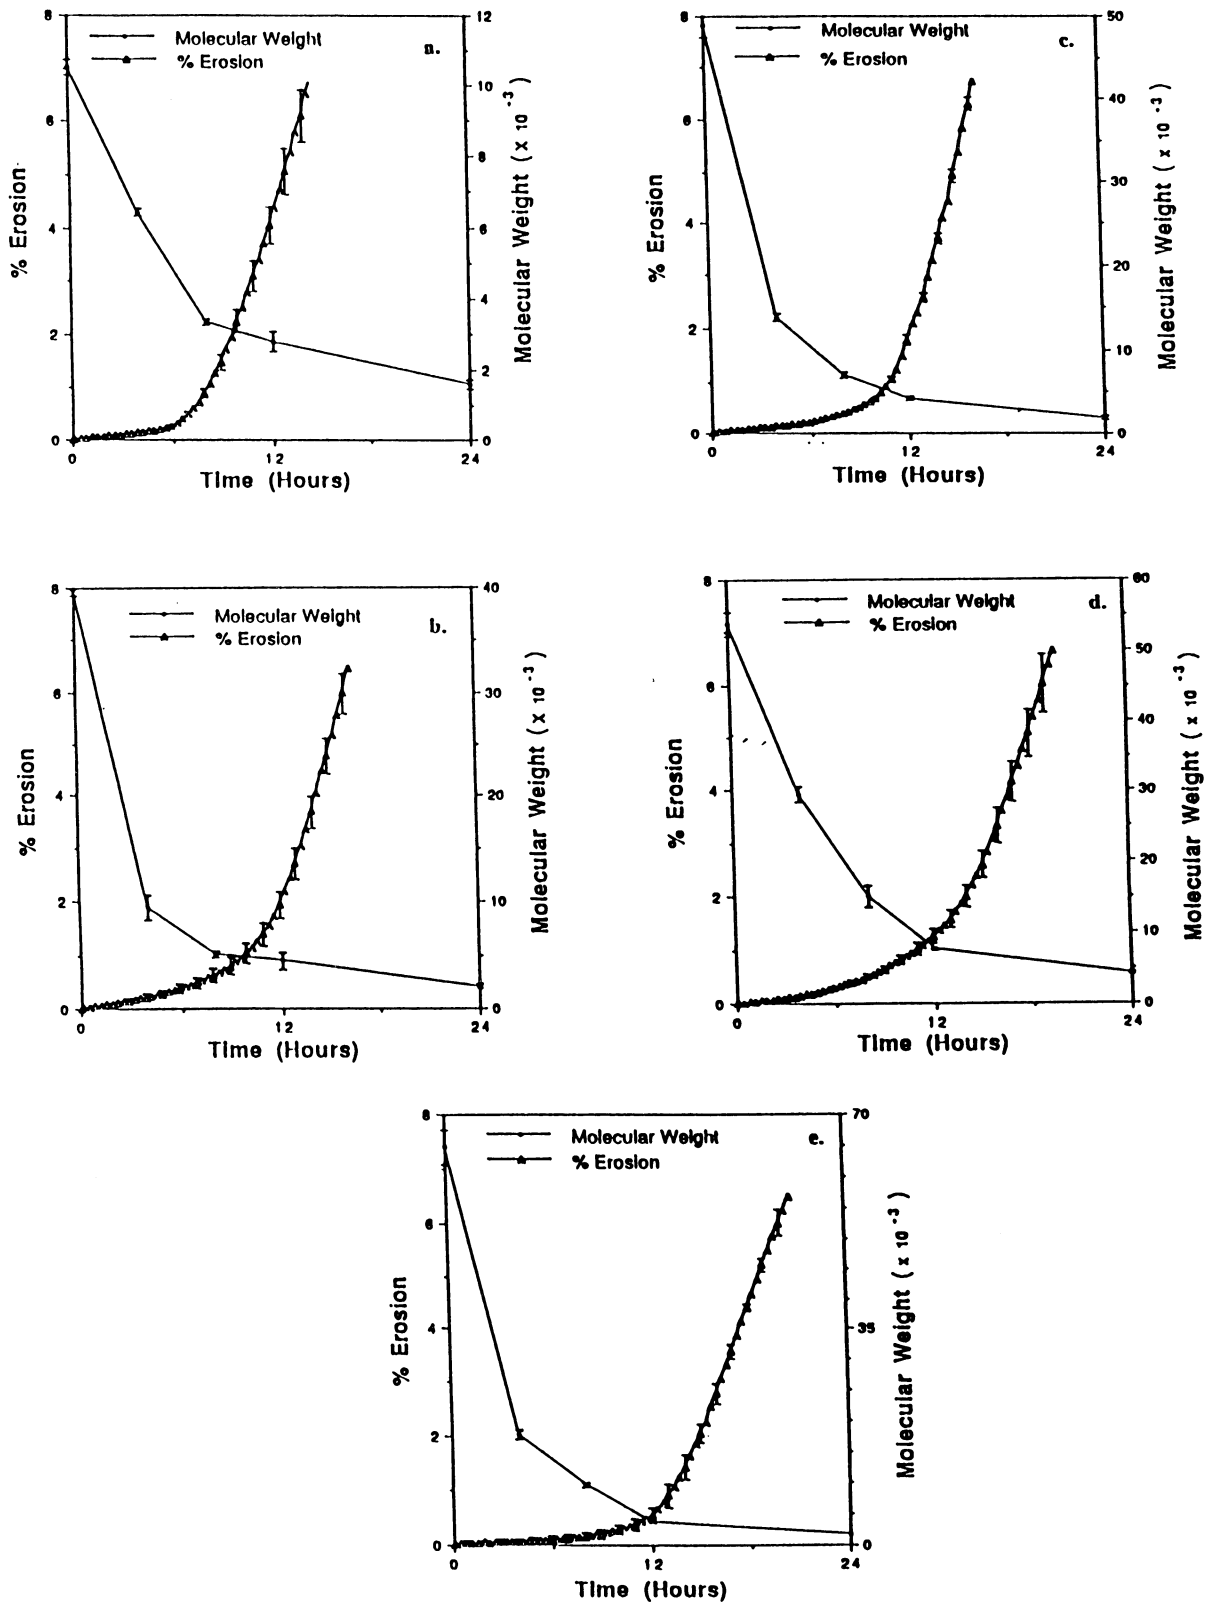 a.
Molecular Weight
% Erosion
8
6
4
2
0
% Erosion
12
10
8
6
4
2
0
Molecular Weight ( x 10 -3 )
0
12
24
Time (Hours)
c.
Molecular Weight
% Erosion
8
6
4
2
0
% Erosion
50
40
30
20
10
0
Molecular Weight ( x 10 -3 )
0
12
24
Time (Hours)
b.
Molecular Weight
% Erosion
8
6
4
2
0
% Erosion
40
30
20
10
0
Molecular Weight ( x 10 -3 )
0
12
24
Time (Hours)
d.
Molecular Weight
% Erosion
8
6
4
2
0
% Erosion
60
50
40
30
20
10
0
Molecular Weight ( x 10 -3 )
0
12
24
Time (Hours)
e.
Molecular Weight
% Erosion
8
6
4
2
0
% Erosion
70
35
0
Molecular Weight ( x 10 -3 )
0
12
24
Time (Hours)